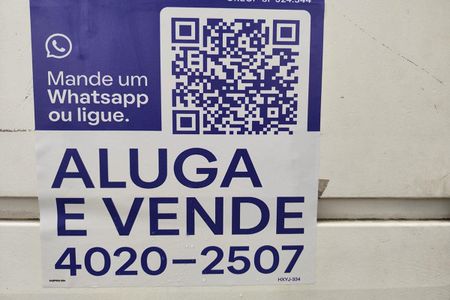 Mande um
Whatsapp
ou ligue.
ALUGA
E VENDE
4020-2507
HXYJ-334